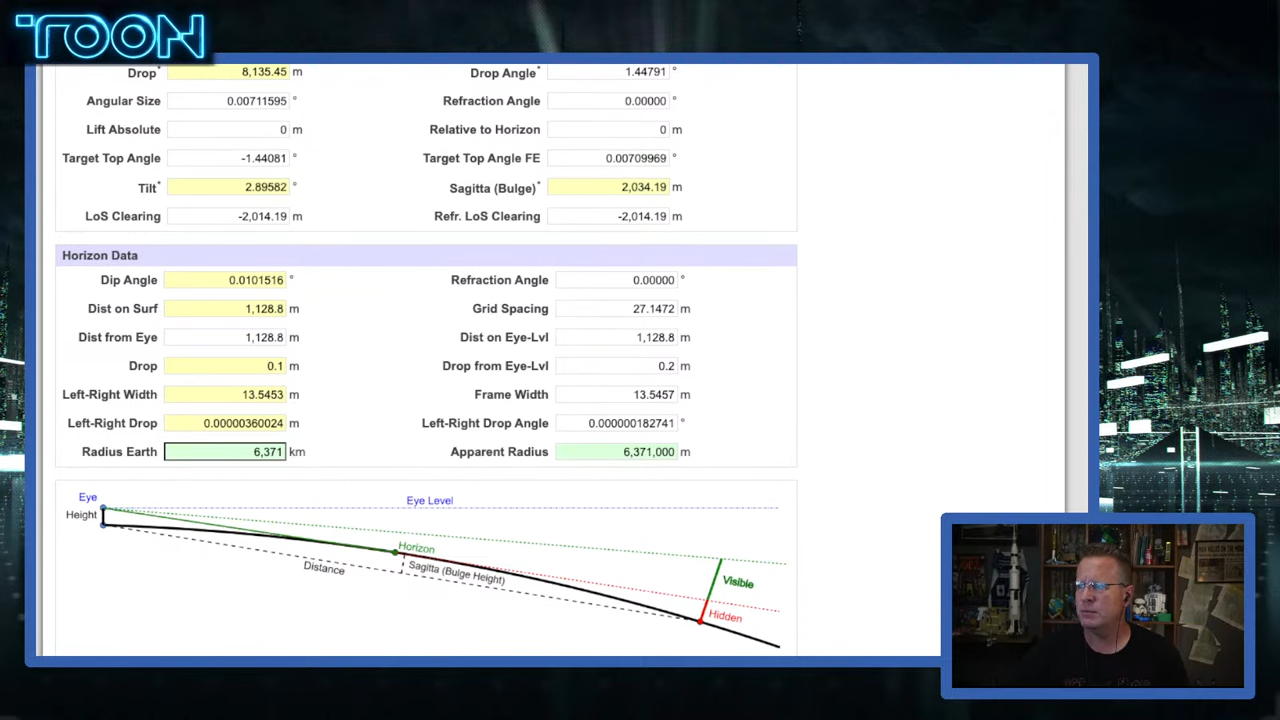 TOON
Drop* 8,135.45 m Drop Angle* 1.44791 °
Angular Size 0.00711595 ° Refraction Angle 0.00000 °
Lift Absolute 0 m Relative to Horizon 0 m
Target Top Angle -1.44081 ° Target Top Angle FE 0.00709969 °
Tilt* 2.89582 ° Sagitta (Bulge)* 2,034.19 m
LoS Clearing -2,014.19 m Refr. LoS Clearing -2,014.19 m
Horizon Data
Dip Angle 0.0101516 ° Refraction Angle 0.00000 °
Dist on Surf 1,128.8 m Grid Spacing 27.1472 m
Dist from Eye 1,128.8 m Dist on Eye-Lvl 1,128.8 m
Drop 0.1 m Drop from Eye-Lvl 0.2 m
Left-Right Width 13.5453 m Frame Width 13.5457 m
Left-Right Drop 0.00000360024 m Left-Right Drop Angle 0.000000182741 °
Radius Earth 6,371 km Apparent Radius 6,371,000 m
Eye
Eye Level
Height
Horizon
Distance
Sagitta (Bulge Height)
Visible
Hidden